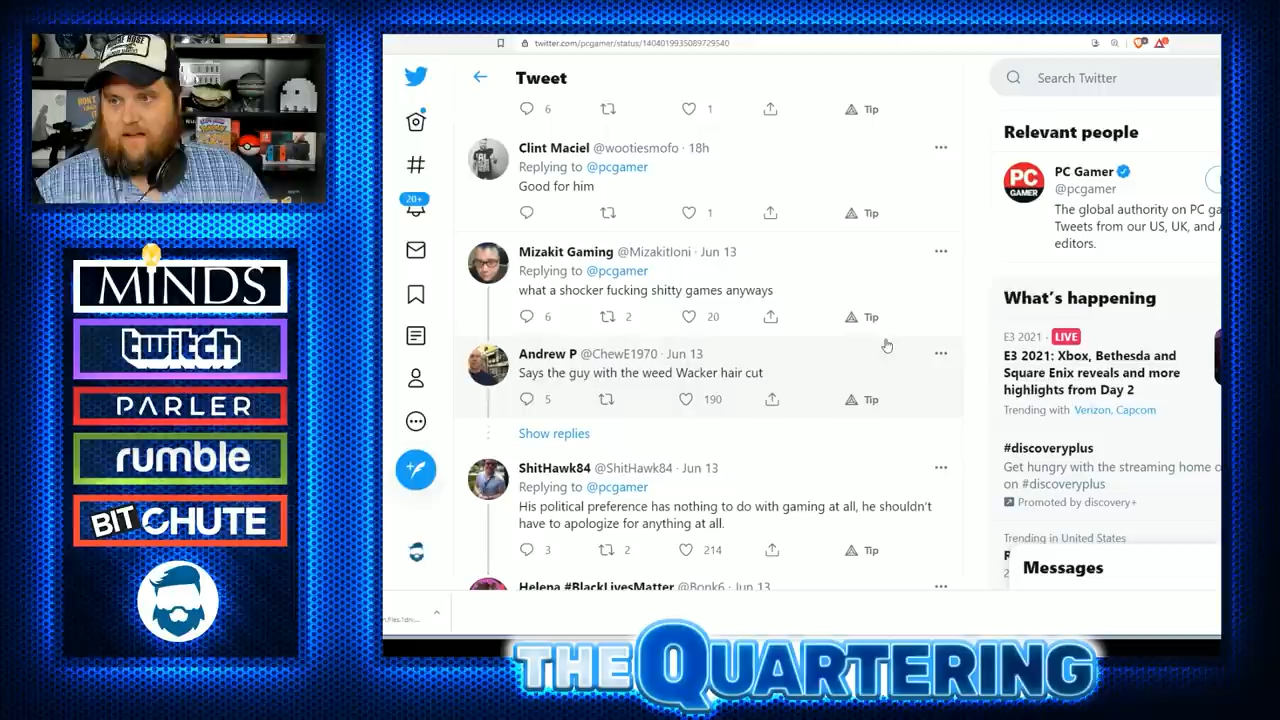 MINDS
twitch
PARLER
rumble
BITCHUTE
twitter.com/pcgamer/status/1404019935089729540
Tweet
6
1
Tip
Clint Maciel @wootiesmofo · 18h
Replying to @pcgamer
Good for him
1
Tip
Mizakit Gaming @MizakitIoni · Jun 13
Replying to @pcgamer
what a shocker fucking shitty games anyways
6
2
20
Tip
Andrew P @ChewE1970 · Jun 13
Says the guy with the weed Wacker hair cut
5
190
Tip
Show replies
ShitHawk84 @ShitHawk84 · Jun 13
Replying to @pcgamer
His political preference has nothing to do with gaming at all, he shouldn't
have to apologize for anything at all.
3
2
214
Tip
Helena #BlackLivesMatter @Bonk6 · Jun 13
20+
Search Twitter
Relevant people
PC GAMER
PC Gamer
@pcgamer
The global authority on PC ga
Tweets from our US, UK, and
editors.
What's happening
E3 2021 · LIVE
E3 2021: Xbox, Bethesda and
Square Enix reveals and more
highlights from Day 2
Trending with Verizon, Capcom
#discoveryplus
Get hungry with the streaming home o
on #discoveryplus
Promoted by discovery+
Trending in United States
Messages
THE QUARTERING